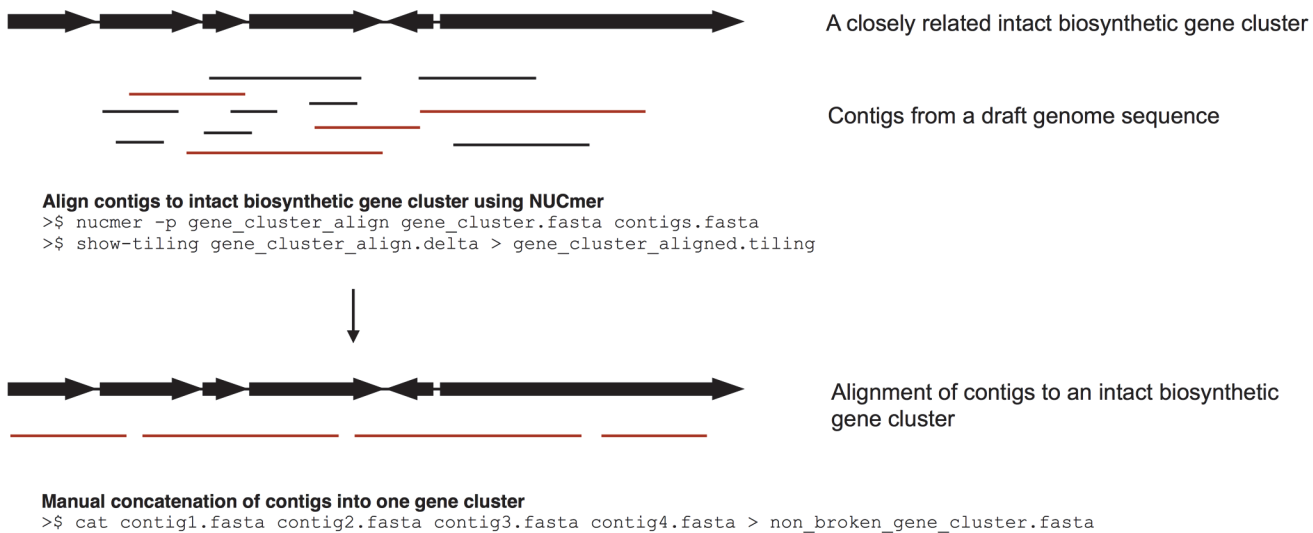 A closely related intact biosynthetic gene cluster
Contigs from a draft genome sequence
Align contigs to intact biosynthetic gene cluster using NUCmer
>$ nucmer -p gene_cluster_align gene_cluster.fasta contigs.fasta
>$ show-tiling gene_cluster_align.delta > gene_cluster_aligned.tiling
Alignment of contigs to an intact biosynthetic
gene cluster
Manual concatenation of contigs into one gene cluster
>$ cat contig1.fasta contig2.fasta contig3.fasta contig4.fasta > non_broken_gene_cluster.fasta